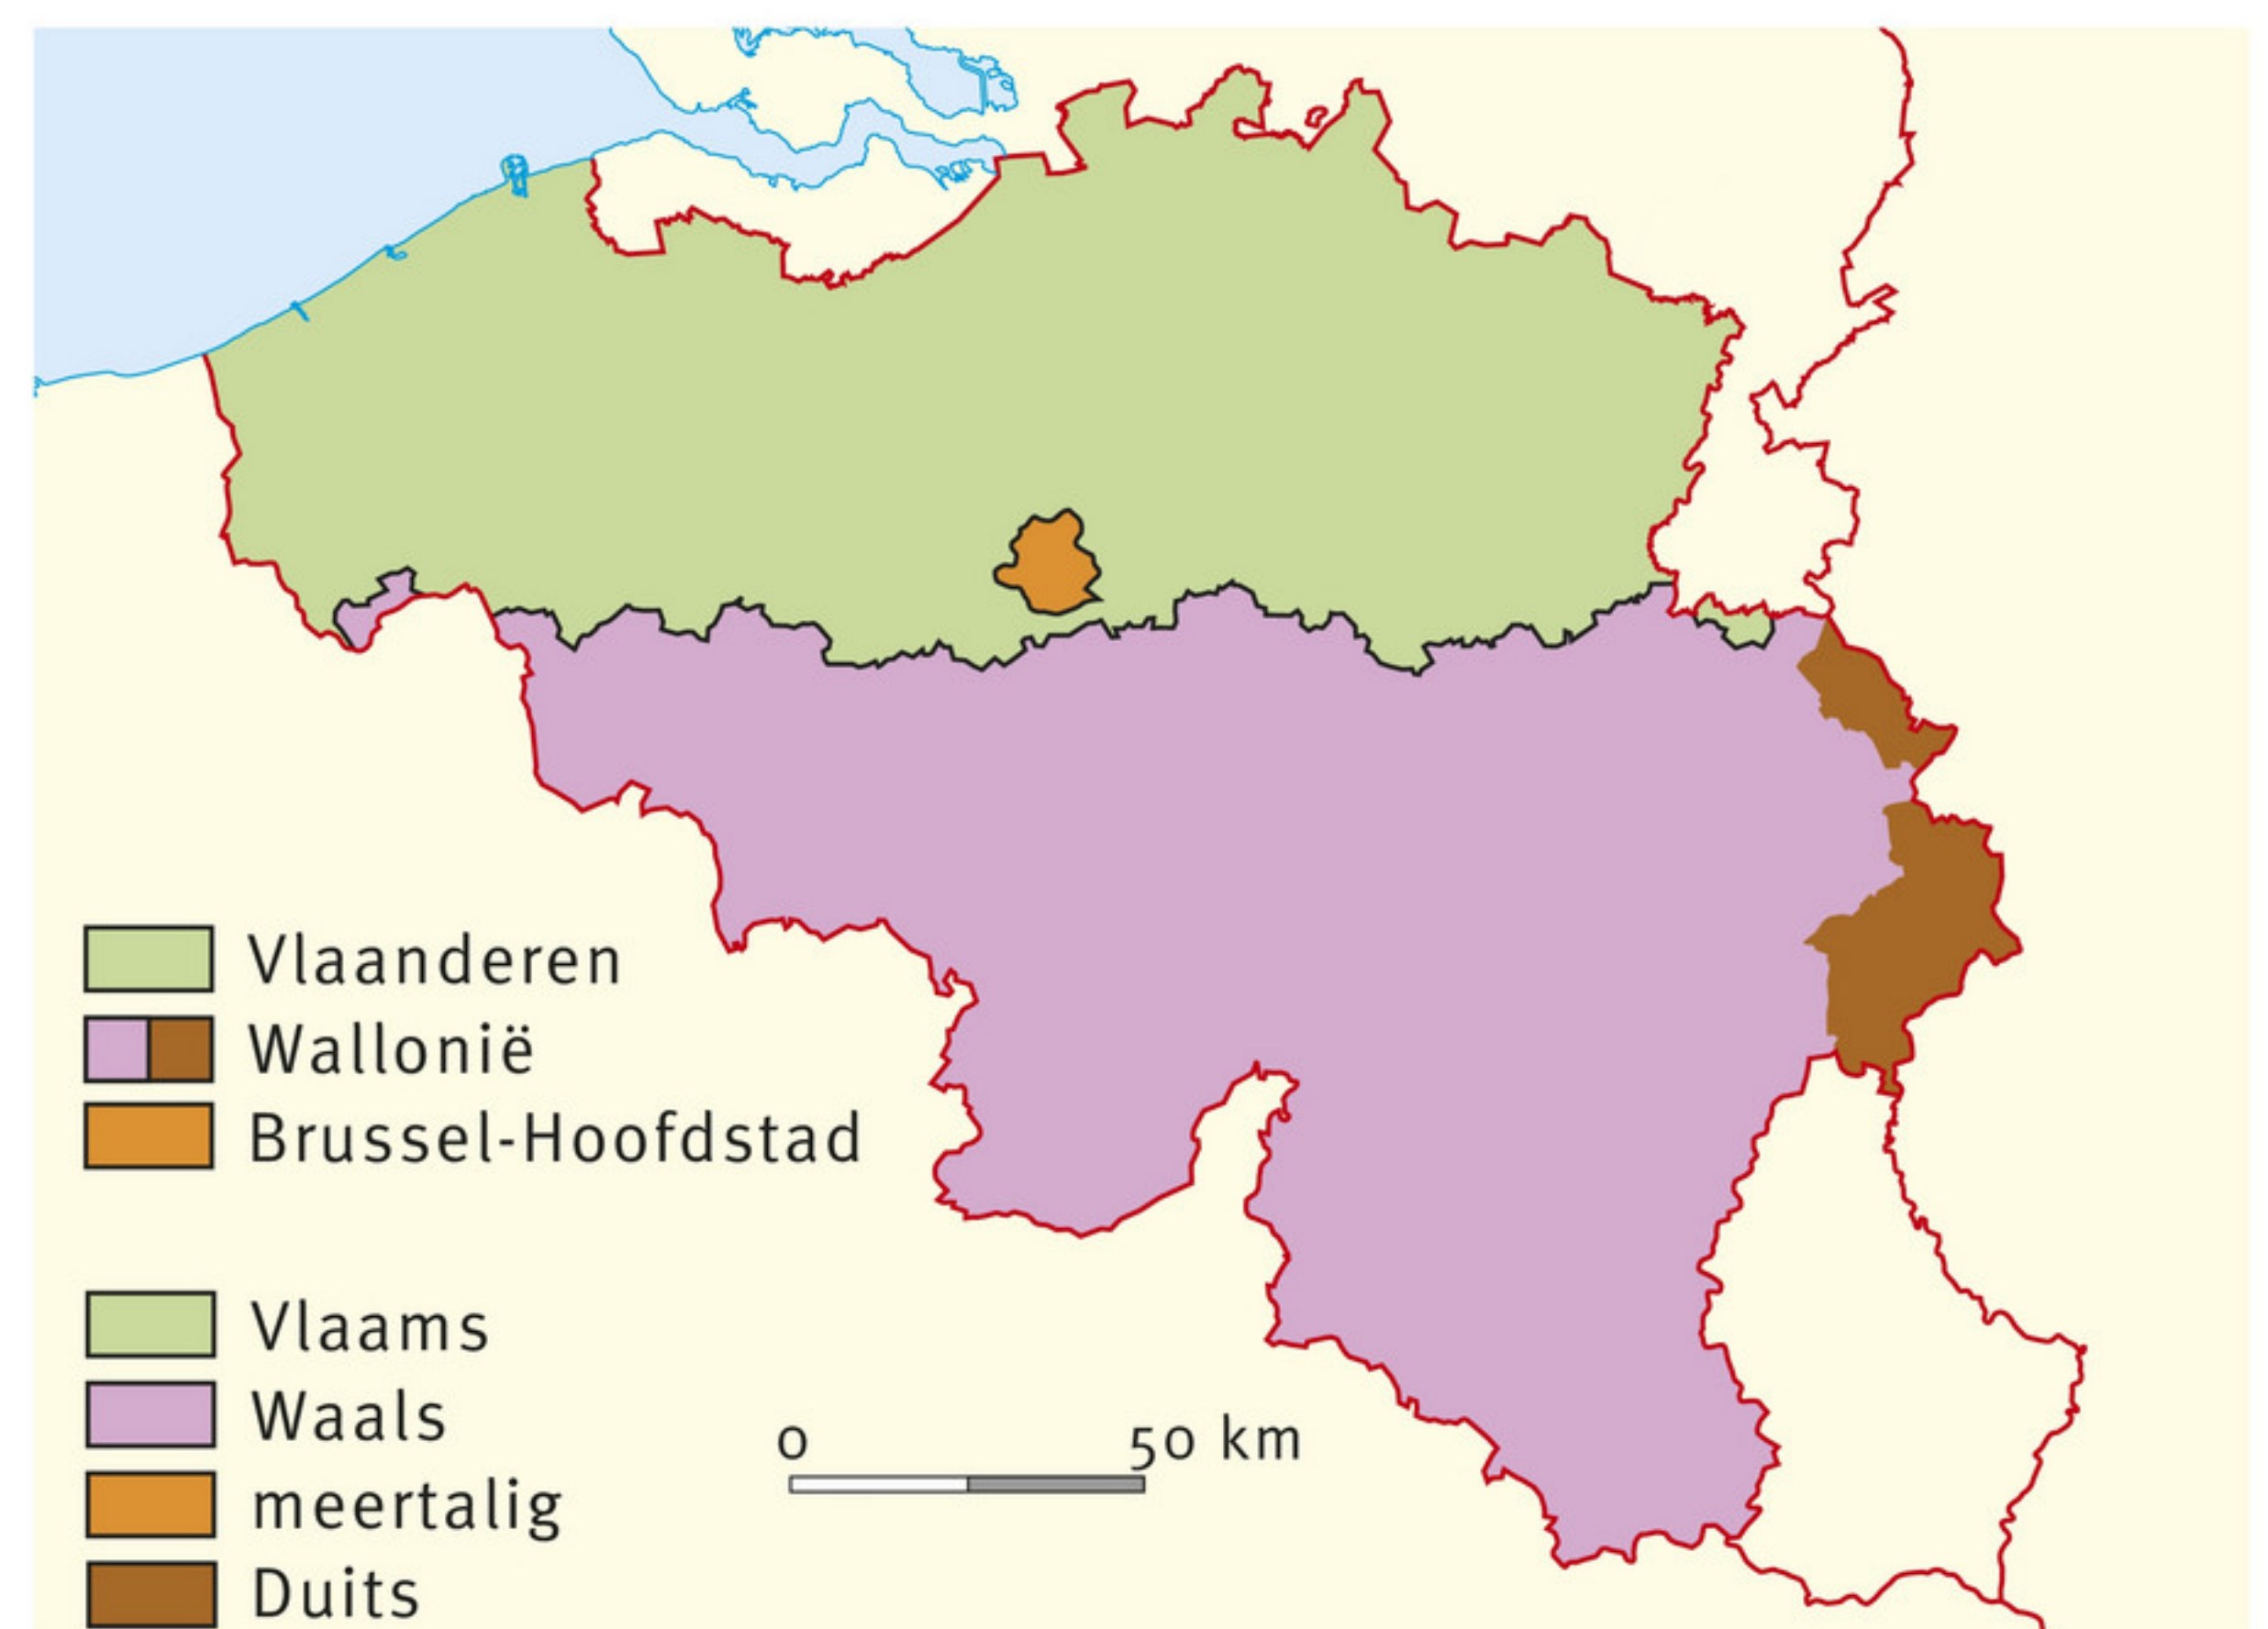 Vlaanderen
Wallonië
Brussel-Hoofdstad
Vlaams
Waals
meertalig
Duits
0 50 km